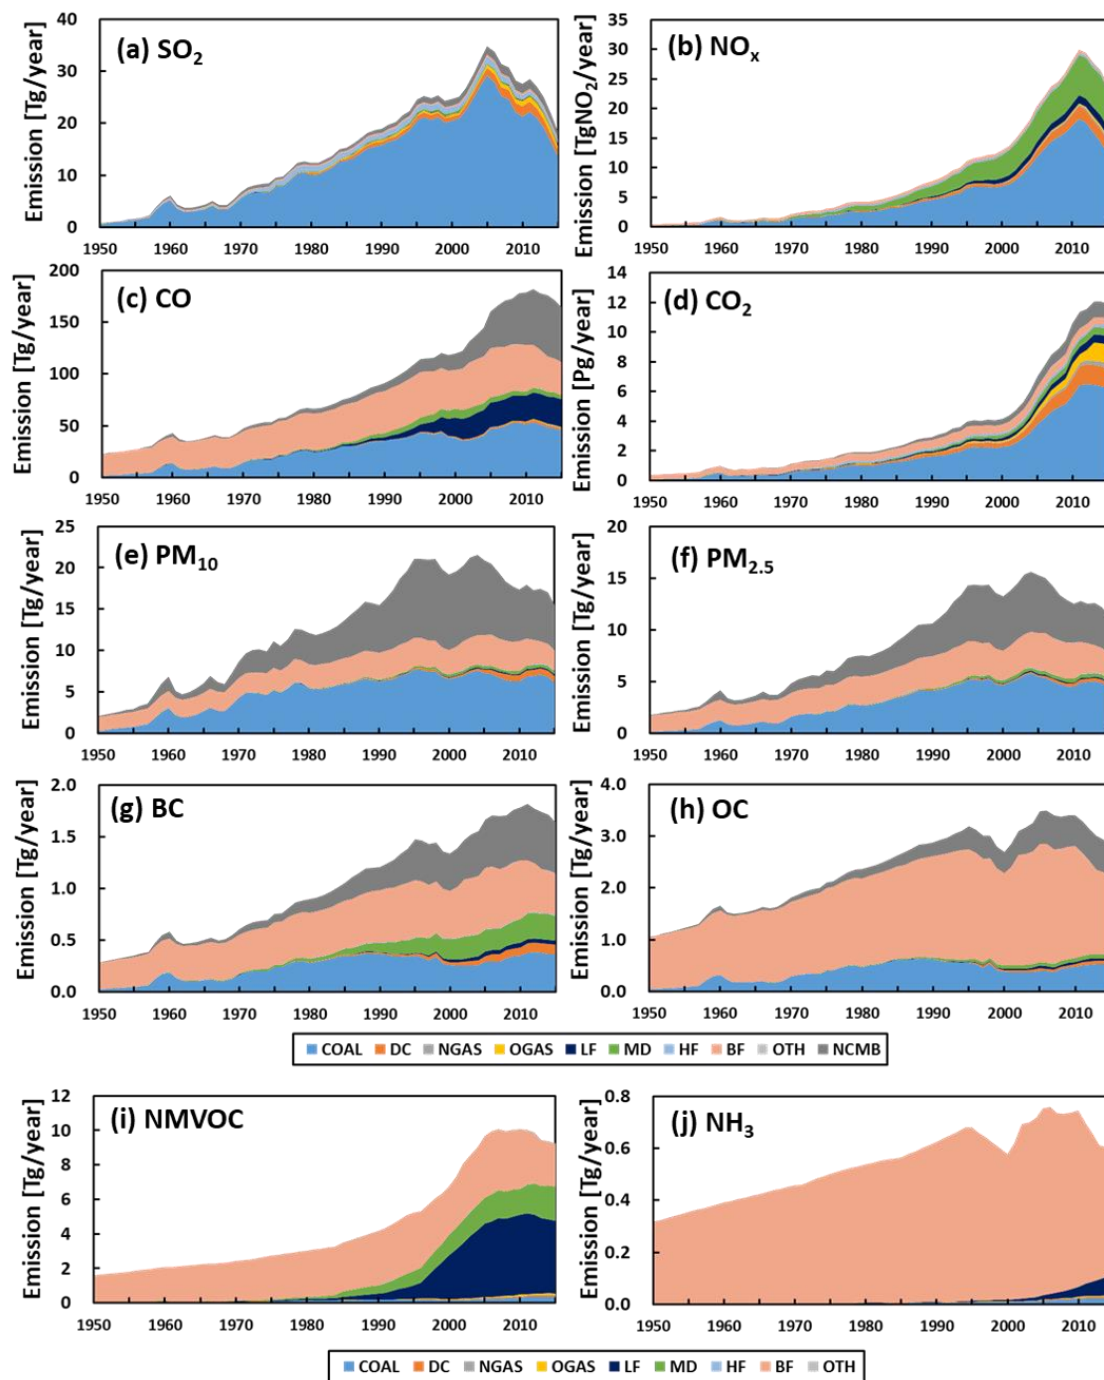 (a) SO2
Emission [Tg/year]
40
30
20
10
0
1950 1960 1970 1980 1990 2000 2010
(b) NOx
Emission [TgNO2/year]
35
30
25
20
15
10
5
0
1950 1960 1970 1980 1990 2000 2010
(c) CO
Emission [Tg/year]
200
150
100
50
0
1950 1960 1970 1980 1990 2000 2010
(d) CO2
Emission [Pg/year]
14
12
10
8
6
4
2
0
1950 1960 1970 1980 1990 2000 2010
(e) PM10
Emission [Tg/year]
25
20
15
10
5
0
1950 1960 1970 1980 1990 2000 2010
(f) PM2.5
Emission [Tg/year]
20
15
10
5
0
1950 1960 1970 1980 1990 2000 2010
(g) BC
Emission [Tg/year]
2.0
1.5
1.0
0.5
0.0
1950 1960 1970 1980 1990 2000 2010
(h) OC
Emission [Tg/year]
4.0
3.0
2.0
1.0
0.0
1950 1960 1970 1980 1990 2000 2010
COAL DC NGAS OGAS LF MD HF BF OTH NCMB
(i) NMVOC
Emission [Tg/year]
12
10
8
6
4
2
0
1950 1960 1970 1980 1990 2000 2010
(j) NH3
Emission [Tg/year]
0.8
0.6
0.4
0.2
0.0
1950 1960 1970 1980 1990 2000 2010
COAL DC NGAS OGAS LF MD HF BF OTH